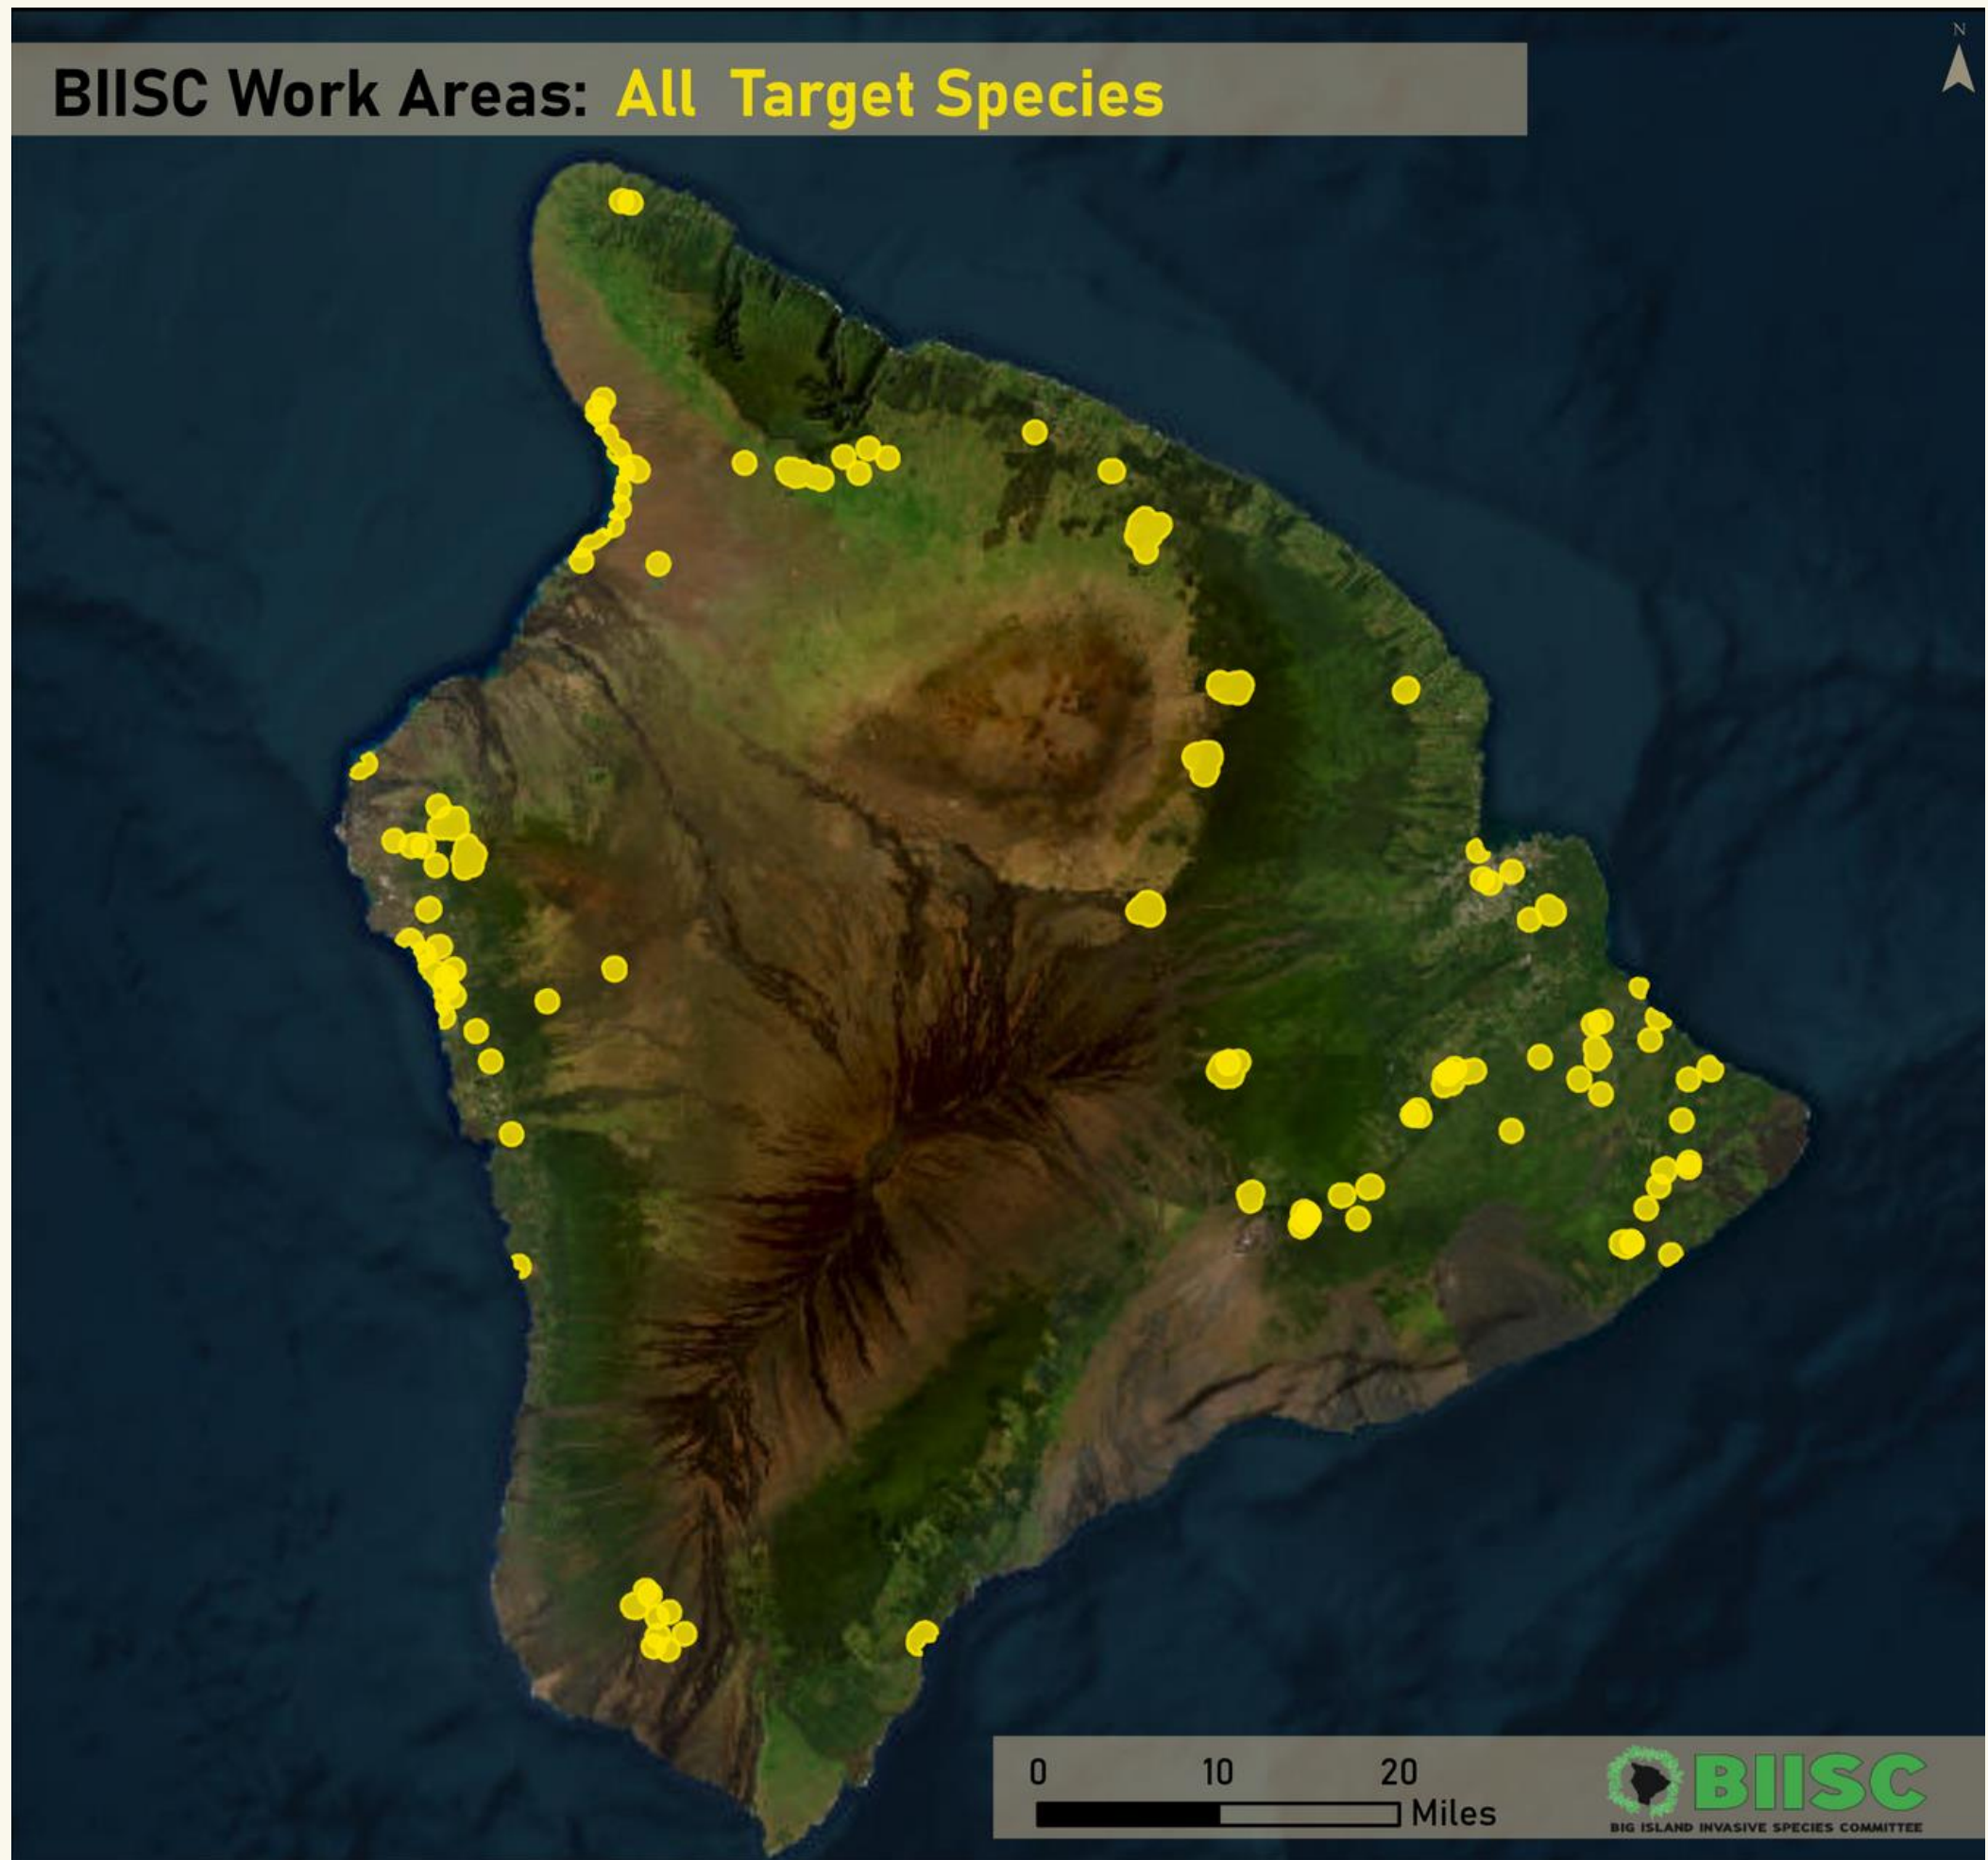 N
BIISC Work Areas: All Target Species
0 10 20
Miles
BIISC
BIG ISLAND INVASIVE SPECIES COMMITTEE